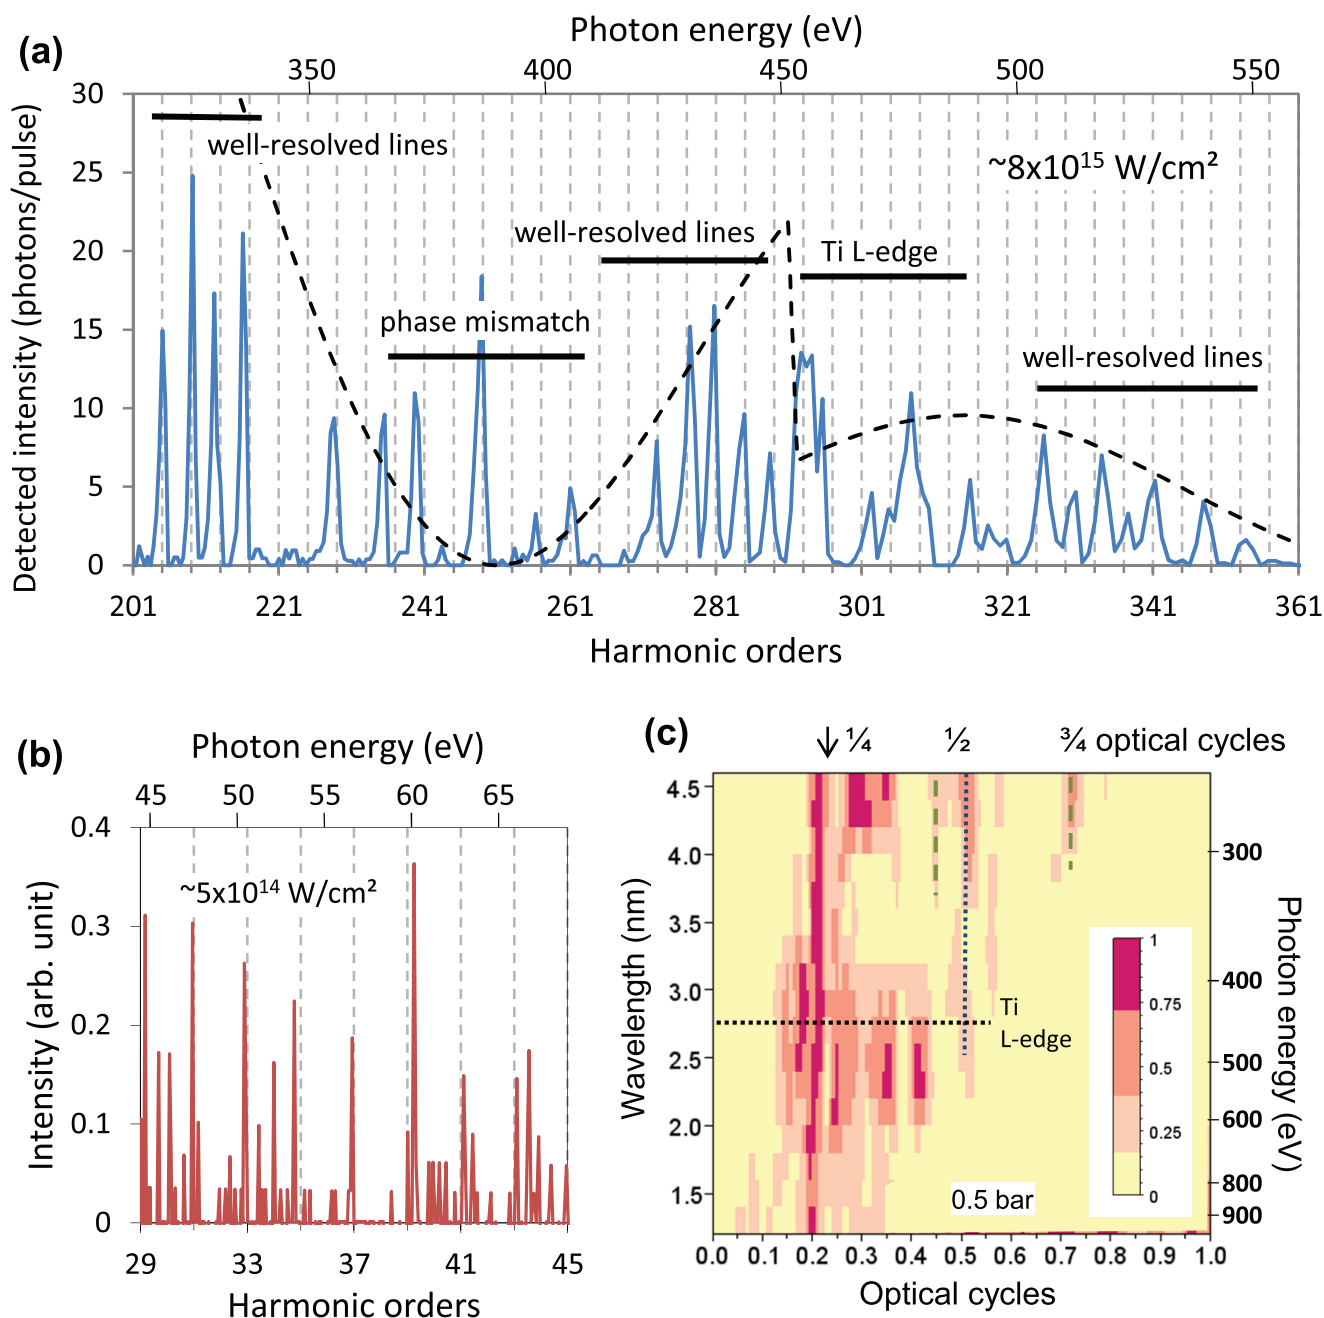 (a)
Photon energy (eV)
350 400 450 500 550
Detected intensity (photons/pulse)
30
25
20
15
10
5
0
well-resolved lines
~8x10¹⁵ W/cm²
well-resolved lines
Ti L-edge
phase mismatch
well-resolved lines
201 221 241 261 281 301 321 341 361
Harmonic orders
(b)
Photon energy (eV)
45 50 55 60 65
Intensity (arb. unit)
0.4
0.3
0.2
0.1
0
~5x10¹⁴ W/cm²
29 33 37 41 45
Harmonic orders
(c)
↓ ¼ ½ ¾ optical cycles
Wavelength (nm)
4.5
4.0
3.5
3.0
2.5
2.0
1.5
Ti
L-edge
1
0.75
0.5
0.25
0
0.5 bar
300
400
500
600
800
900
Photon energy (eV)
0.0 0.1 0.2 0.3 0.4 0.5 0.6 0.7 0.8 0.9 1.0
Optical cycles